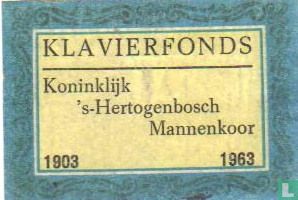 KLAVIERFONDS
Koninklijk
's-Hertogenbosch
Mannenkoor
1903 1963